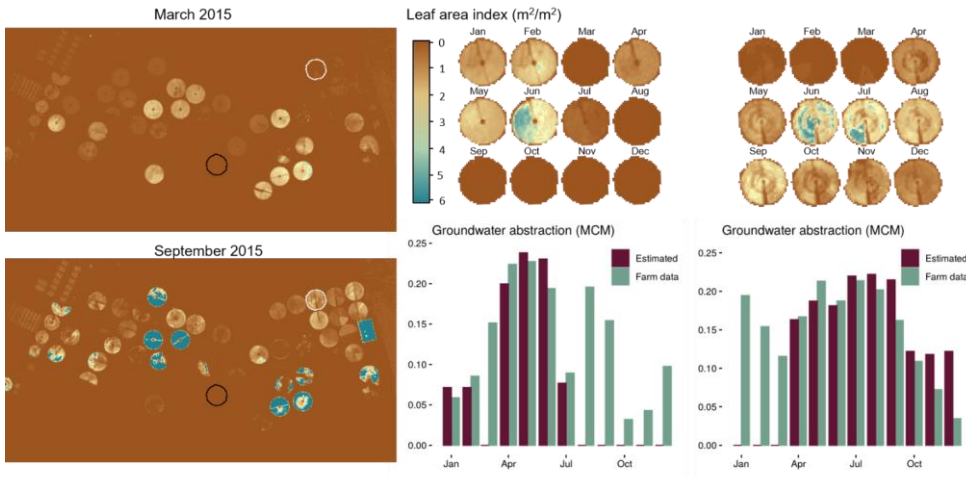 March 2015
Leaf area index (m²/m²)
0
1
2
3
4
5
6
Jan Feb Mar Apr
May Jun Jul Aug
Sep Oct Nov Dec
Jan Feb Mar Apr
May Jun Jul Aug
Sep Oct Nov Dec
September 2015
Groundwater abstraction (MCM)
Estimated
Farm data
0.25
0.20
0.15
0.10
0.05
0.00
Jan Apr Jul Oct
Groundwater abstraction (MCM)
Estimated
Farm data
0.25
0.20
0.15
0.10
0.05
0.00
Jan Apr Jul Oct